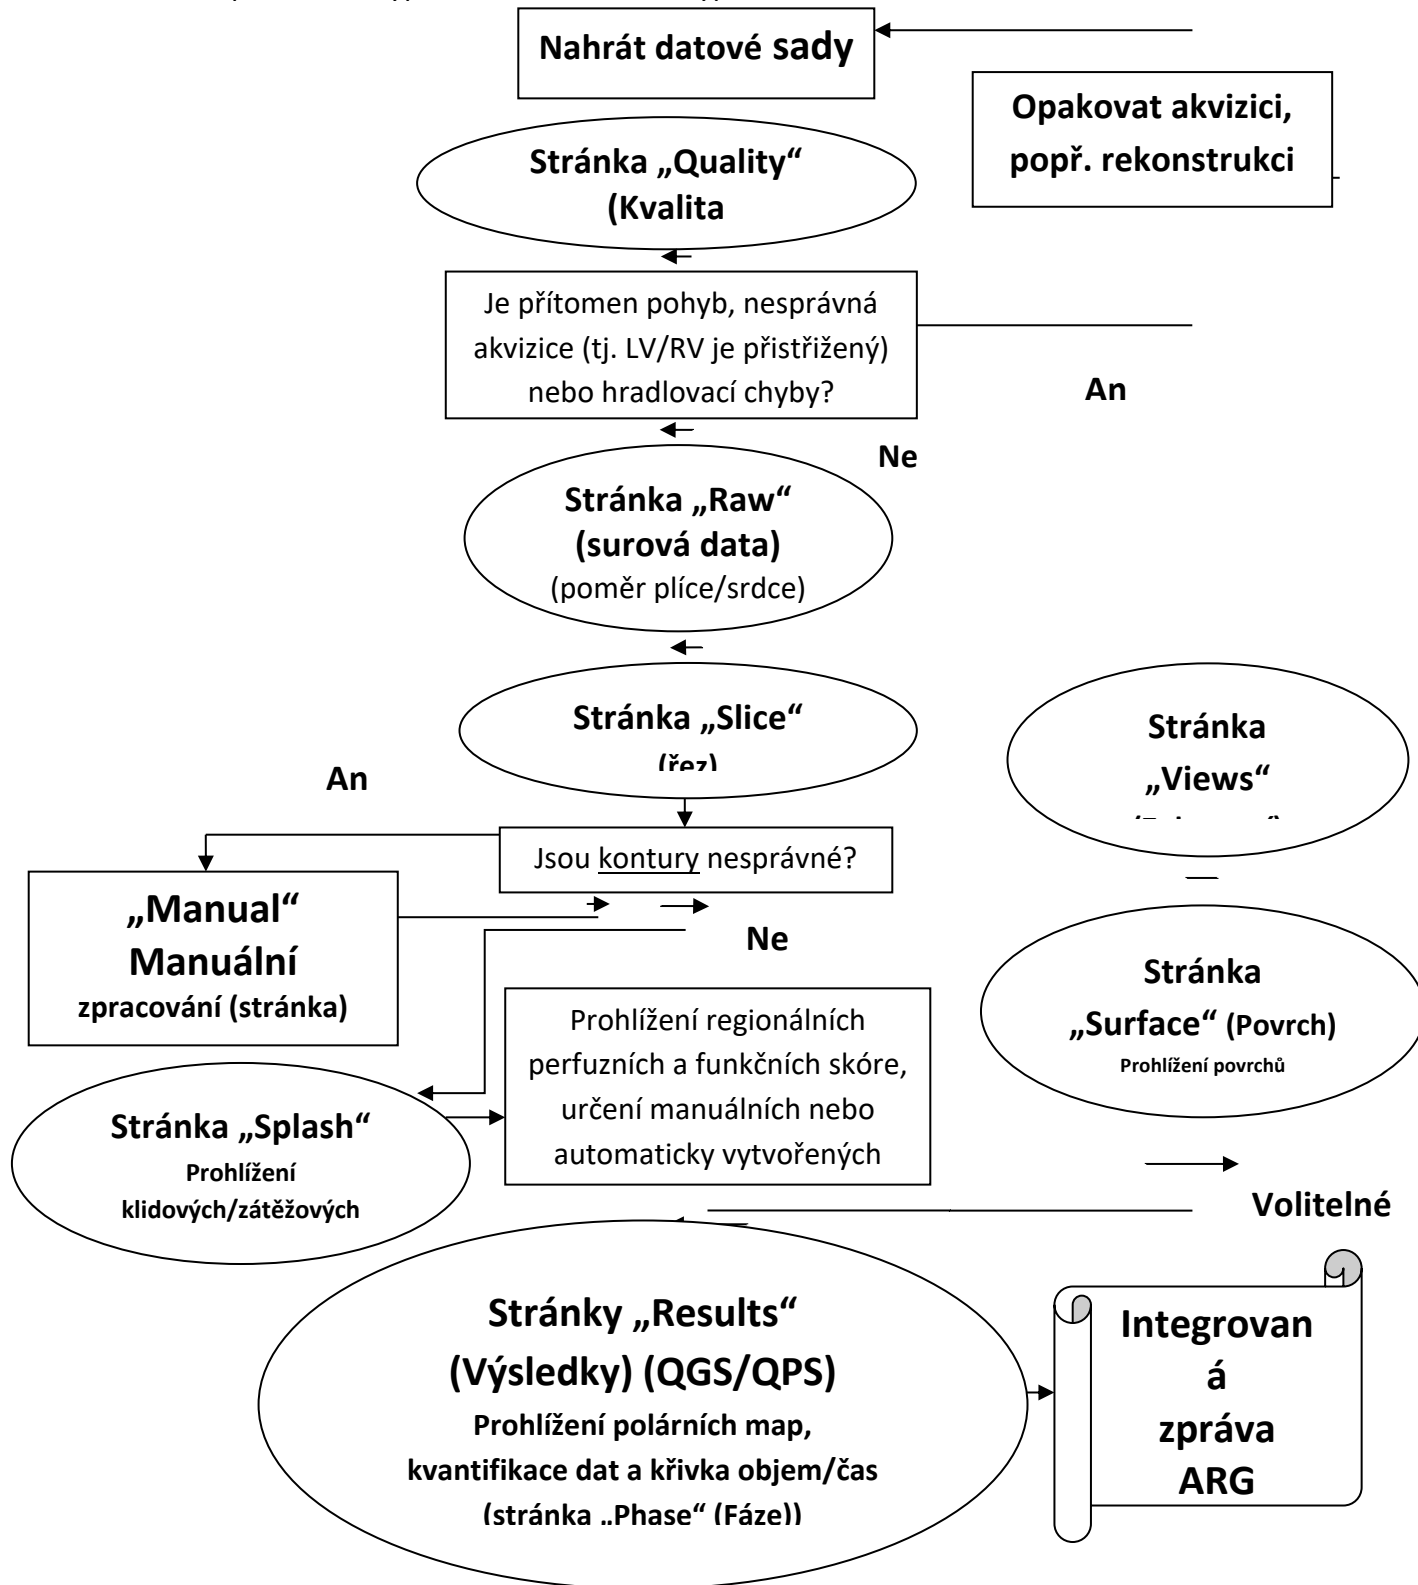 Nahrát datové sady
Opakovat akvizici,
popř. rekonstrukci
Stránka „Quality“
(Kvalita
Je přítomen pohyb, nesprávná
akvizice (tj. LV/RV je přistřižený)
nebo hradlovací chyby?
An
Ne
Stránka „Raw“
(surová data)
(poměr plíce/srdce)
Stránka „Slice“
(řez)
Stránka
„Views“
An
Jsou kontury nesprávné?
„Manual“
Manuální
zpracování (stránka)
Ne
Stránka
„Surface“ (Povrch)
Prohlížení povrchů
Prohlížení regionálních
perfuzních a funkčních skóre,
určení manuálních nebo
automaticky vytvořených
Stránka „Splash“
Prohlížení
klidových/zátěžových
Volitelné
Stránky „Results“
(Výsledky) (QGS/QPS)
Prohlížení polárních map,
kvantifikace dat a křivka objem/čas
(stránka „Phase“ (Fáze))
Integrovan
á
zpráva
ARG